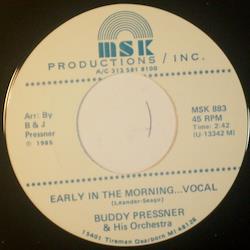 MSK
PRODUCTIONS / INC.
A/C 313 581 8100
Arr: By
B & J
Pressner
© 1985
MSK 883
45 RPM
Time: 2:42
(U-13342 M)
EARLY IN THE MORNING...VOCAL
(Leander-Seago)
BUDDY PRESSNER
& His Orchestra
15401 Tireman Dearborn MI 48126